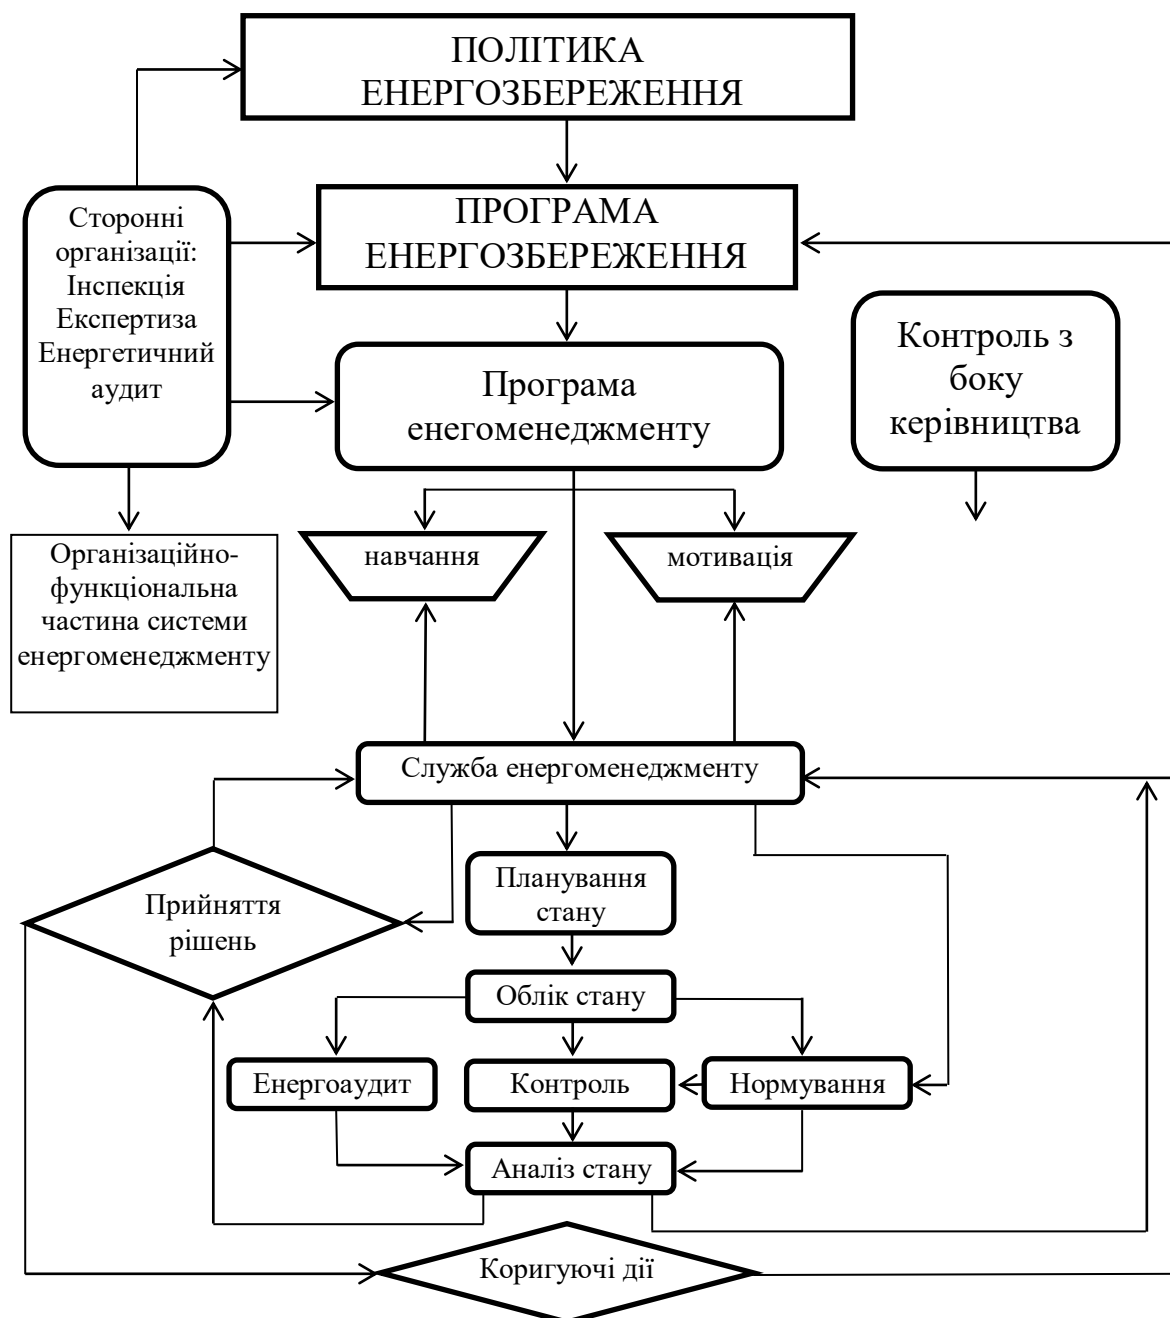 ПОЛІТИКА
ЕНЕРГОЗБЕРЕЖЕННЯ
ПРОГРАМА
ЕНЕРГОЗБЕРЕЖЕННЯ
Сторонні
організації:
Інспекція
Експертиза
Енергетичний
аудит
Контроль з
боку
керівництва
Програма
енегоменеджменту
навчання
мотивація
Організаційно-
функціональна
частина системи
енергоменеджменту
Служба енергоменеджменту
Планування
стану
Прийняття
рішень
Облік стану
Енергоаудит
Контроль
Нормування
Аналіз стану
Коригуючі дії